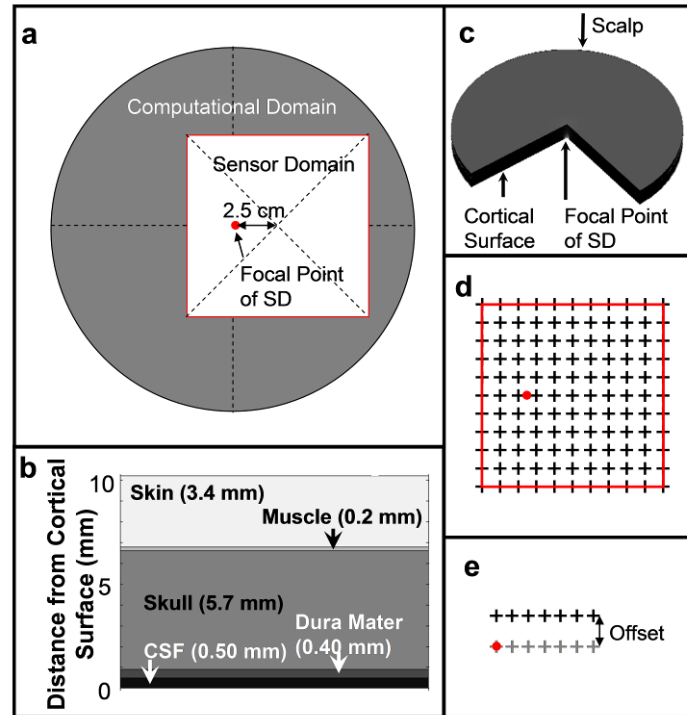 a
Computational Domain
Sensor Domain
2.5 cm
Focal Point
of SD
b
Distance from Cortical
Surface (mm)
10
5
0
Skin (3.4 mm)
Muscle (0.2 mm)
Skull (5.7 mm)
Dura Mater
(0.40 mm)
CSF (0.50 mm)
c
Scalp
Cortical
Surface
Focal Point
of SD
d
e
Offset